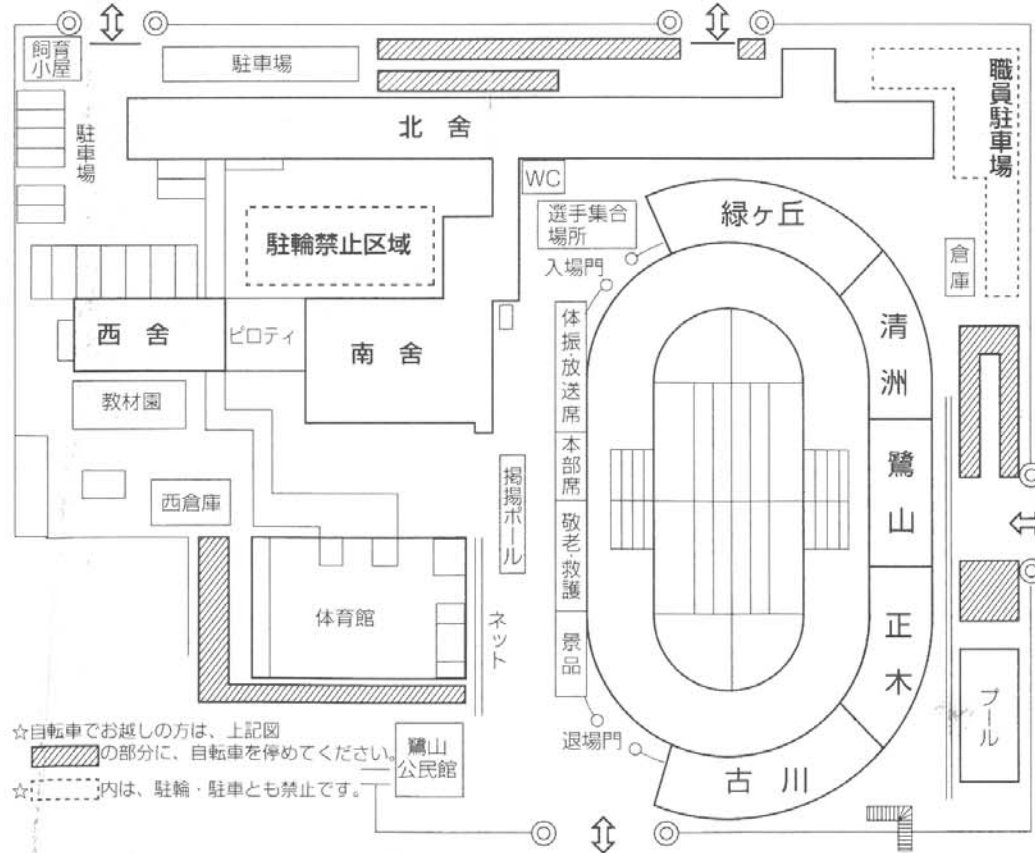 飼育
小屋
駐車場
職員駐車場
駐車場
北 舎
WC
選手集合
場所
緑ヶ丘
駐輪禁止区域
入場門
倉庫
西 舎
ピロティ
南 舎
体振・放送席
清洲
教材園
本部席
鷺山
掲揚ポール
西倉庫
敬老・救護
体育館
ネット
景品
正木
プール
☆自転車でお越しの方は、上記図
の部分に、自転車を停めてください。
☆ 内は、駐輪・駐車とも禁止です。
鷺山
公民館
退場門
古川